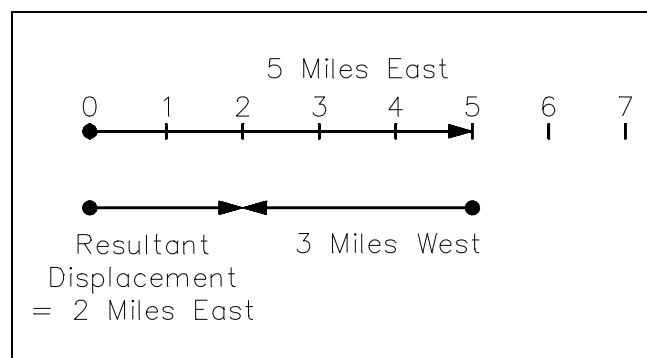 5 Miles East
0 1 2 3 4 5 6 7
Resultant 3 Miles West
Displacement
= 2 Miles East